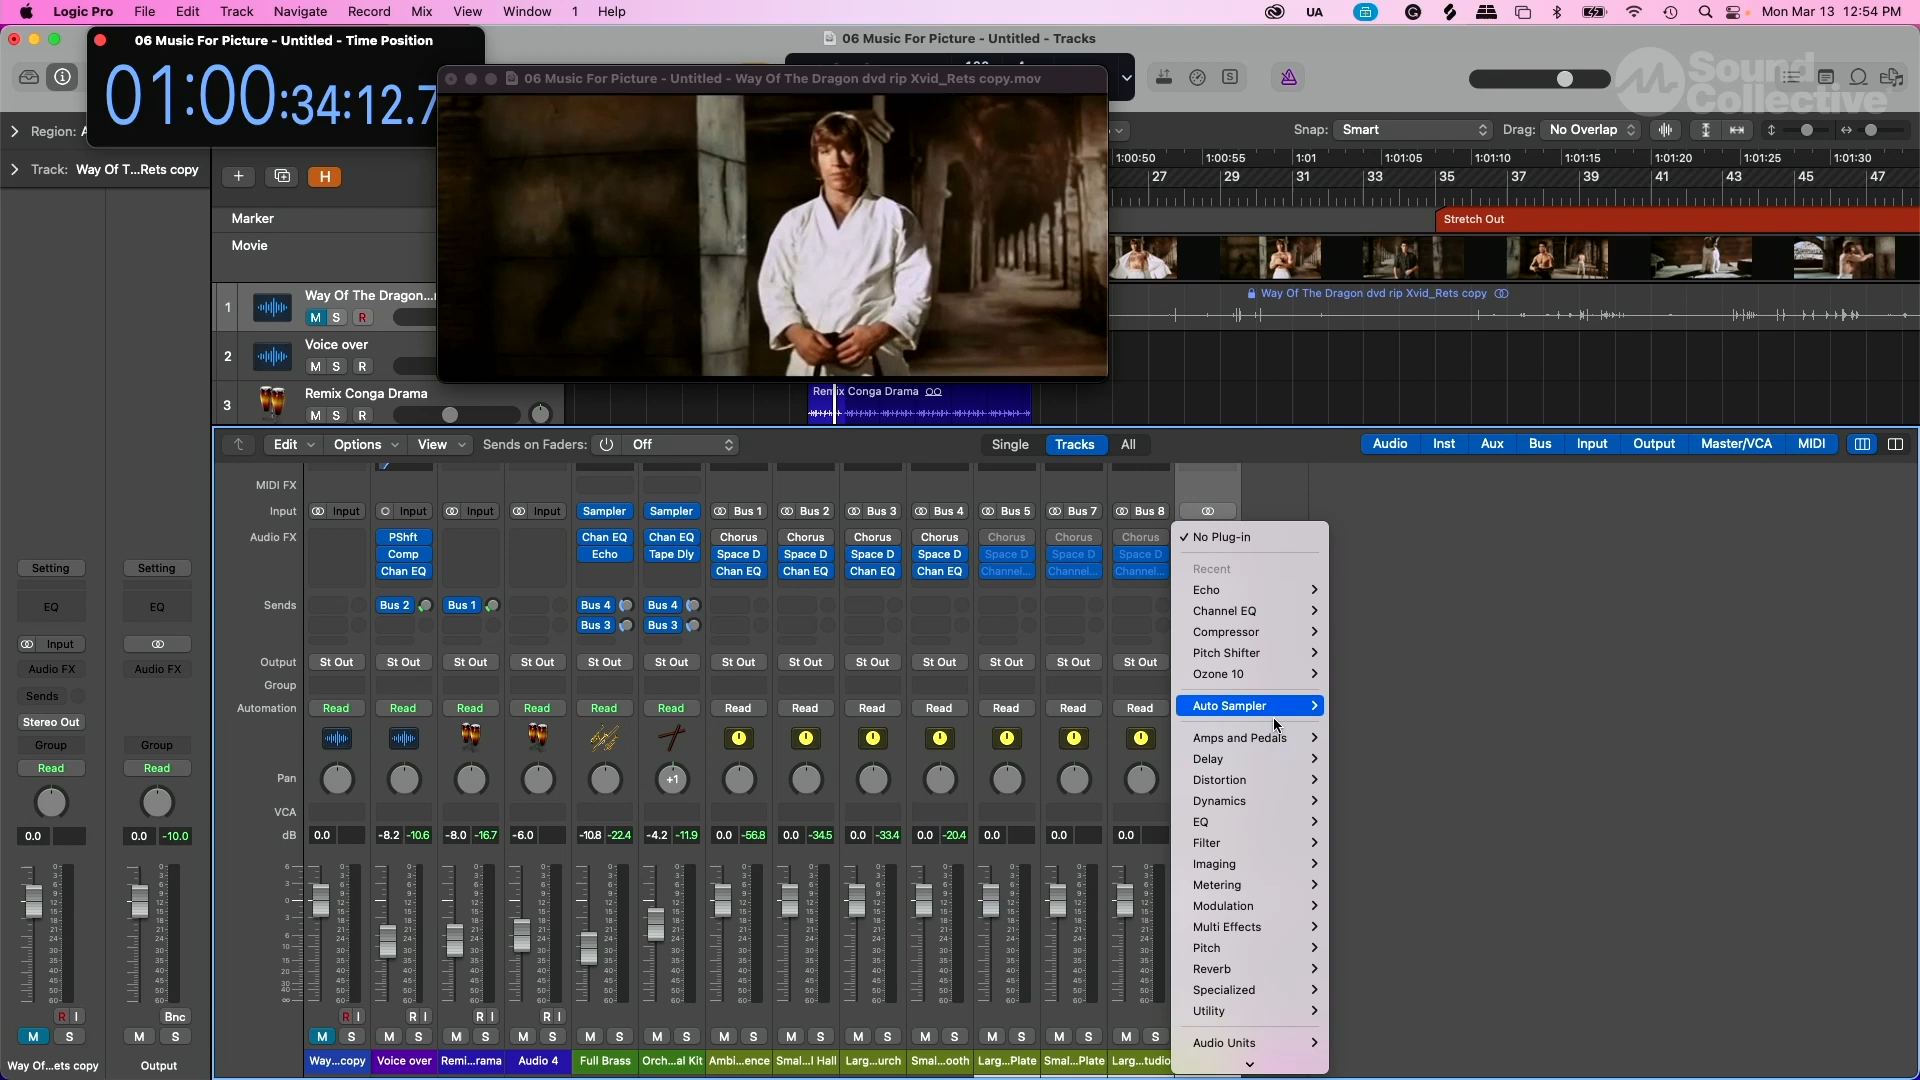 Logic Pro File Edit Track Navigate Record Mix View Window 1 Help
UA Mon Mar 13 12:54 PM
06 Music For Picture - Untitled - Time Position
06 Music For Picture - Untitled - Tracks
01:00:34:12.7
06 Music For Picture - Untitled - Way Of The Dragon dvd rip Xvid_Rets copy.mov
Sound
Collective
Region:
Snap: Smart Drag: No Overlap
Track: Way Of T...Rets copy
1:00:50 1:00:55 1:01 1:01:05 1:01:10 1:01:15 1:01:20 1:01:25 1:01:30
H
27 29 31 33 35 37 39 41 43 45 47
Marker
Stretch Out
Movie
1 Way Of The Dragon...
Way Of The Dragon dvd rip Xvid_Rets copy
M S R
2 Voice over
M S R
3 Remix Conga Drama
M S R
Remix Conga Drama
Edit Options View Sends on Faders: Off Single Tracks All Audio Inst Aux Bus Input Output Master/VCA MIDI
MIDI FX
Input Input Input Input Input Sampler Sampler Bus 1 Bus 2 Bus 3 Bus 4 Bus 5 Bus 7 Bus 8
Audio FX PShft Chan EQ Chan EQ Chorus Chorus Chorus Chorus Chorus Chorus Chorus
Comp Echo Tape Dly Space D Space D Space D Space D Space D Space D Space D
Chan EQ Chan EQ Chan EQ Chan EQ Chan EQ Channel... Channel... Channel...
Sends Bus 2 Bus 1 Bus 4 Bus 4
Bus 3 Bus 3
Output St Out St Out St Out St Out St Out St Out St Out St Out St Out St Out St Out St Out St Out
Group
Automation Read Read Read Read Read Read Read Read Read Read Read Read Read
Pan +1
VCA
dB 0.0 -8.2 -10.6 -8.0 -16.7 -6.0 -10.8 -22.4 -4.2 -11.9 0.0 -56.8 0.0 -34.5 0.0 -33.4 0.0 -20.4 0.0 0.0 0.0
R I R I R I R I
M S M S M S M S M S M S M S M S M S M S M S M S M S
Way...copy Voice over Remi...rama Audio 4 Full Brass Orch...al Kit Ambi...ence Smal...l Hall Larg...urch Smal...ooth Larg...Plate Smal...Plate Larg...tudio
Setting Setting
EQ EQ
Input
Audio FX Audio FX
Sends
Stereo Out
Group Group
Read Read
0.0 0.0 -10.0
R I Bnc
M S M S
Way Of...ets copy Output
✓ No Plug-in
Recent
Echo
Channel EQ
Compressor
Pitch Shifter
Ozone 10
Auto Sampler
Amps and Pedals
Delay
Distortion
Dynamics
EQ
Filter
Imaging
Metering
Modulation
Multi Effects
Pitch
Reverb
Specialized
Utility
Audio Units